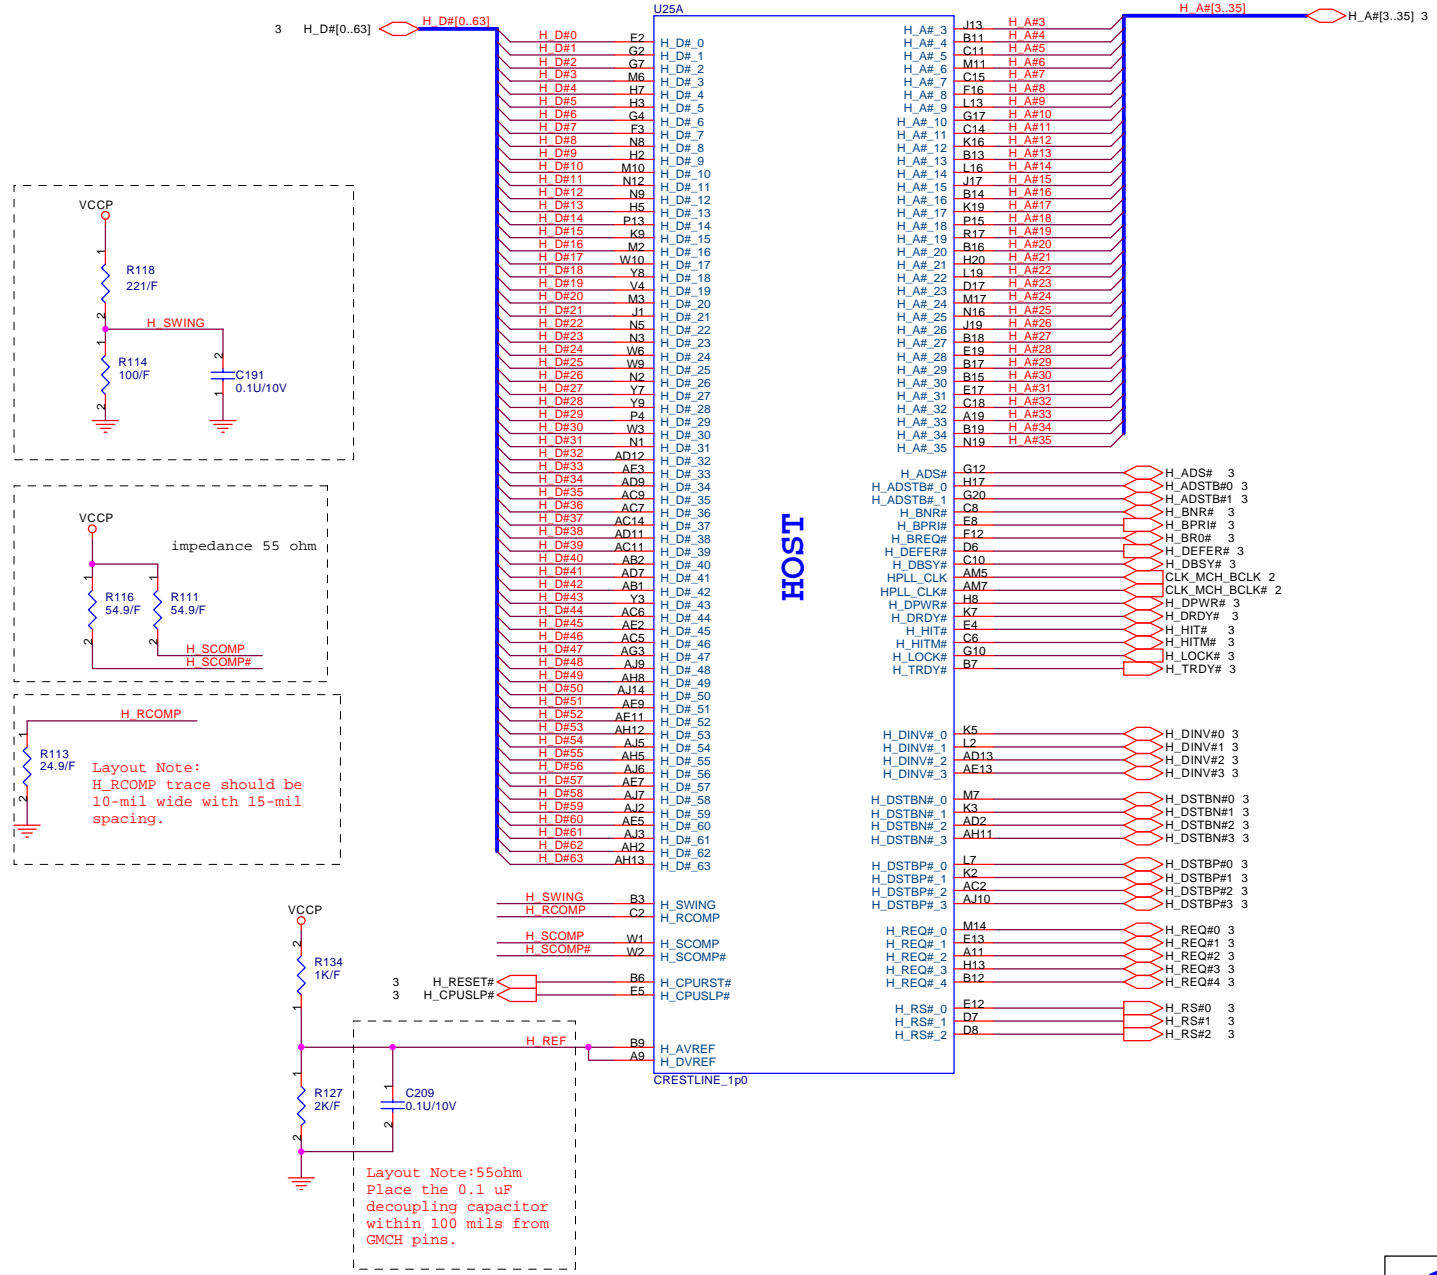 U25A
3 H_D#[0..63] H_D#[0..63]
H_A#[3..35] H_A#[3..35] 3
H_D#0 E2 H_D#_0
H_D#1 G2 H_D#_1
H_D#2 G7 H_D#_2
H_D#3 M6 H_D#_3
H_D#4 H7 H_D#_4
H_D#5 H3 H_D#_5
H_D#6 G4 H_D#_6
H_D#7 F3 H_D#_7
H_D#8 N8 H_D#_8
H_D#9 H2 H_D#_9
H_D#10 M10 H_D#_10
H_D#11 N12 H_D#_11
H_D#12 N9 H_D#_12
H_D#13 H5 H_D#_13
H_D#14 P13 H_D#_14
H_D#15 K9 H_D#_15
H_D#16 M2 H_D#_16
H_D#17 W10 H_D#_17
H_D#18 Y8 H_D#_18
H_D#19 V4 H_D#_19
H_D#20 M3 H_D#_20
H_D#21 J1 H_D#_21
H_D#22 N5 H_D#_22
H_D#23 N3 H_D#_23
H_D#24 W6 H_D#_24
H_D#25 W9 H_D#_25
H_D#26 N2 H_D#_26
H_D#27 Y7 H_D#_27
H_D#28 Y9 H_D#_28
H_D#29 P4 H_D#_29
H_D#30 W3 H_D#_30
H_D#31 N1 H_D#_31
H_D#32 AD12 H_D#_32
H_D#33 AE3 H_D#_33
H_D#34 AD9 H_D#_34
H_D#35 AC9 H_D#_35
H_D#36 AC7 H_D#_36
H_D#37 AC14 H_D#_37
H_D#38 AD11 H_D#_38
H_D#39 AC11 H_D#_39
H_D#40 AB2 H_D#_40
H_D#41 AD7 H_D#_41
H_D#42 AB1 H_D#_42
H_D#43 Y3 H_D#_43
H_D#44 AC6 H_D#_44
H_D#45 AE2 H_D#_45
H_D#46 AC5 H_D#_46
H_D#47 AG3 H_D#_47
H_D#48 AJ9 H_D#_48
H_D#49 AH8 H_D#_49
H_D#50 AJ14 H_D#_50
H_D#51 AE9 H_D#_51
H_D#52 AE11 H_D#_52
H_D#53 AH12 H_D#_53
H_D#54 AJ5 H_D#_54
H_D#55 AH5 H_D#_55
H_D#56 AJ6 H_D#_56
H_D#57 AE7 H_D#_57
H_D#58 AJ7 H_D#_58
H_D#59 AJ2 H_D#_59
H_D#60 AE5 H_D#_60
H_D#61 AJ3 H_D#_61
H_D#62 AH2 H_D#_62
H_D#63 AH13 H_D#_63
H_SWING B3 H_SWING
H_RCOMP C2 H_RCOMP
H_SCOMP W1 H_SCOMP
H_SCOMP# W2 H_SCOMP#
3 H_RESET# B6 H_CPURST#
3 H_CPUSLP# E5 H_CPUSLP#
H_REF B9 H_AVREF
A9 H_DVREF
CRESTLINE_1p0
HOST
H_A#_3 J13 H_A#3
H_A#_4 B11 H_A#4
H_A#_5 C11 H_A#5
H_A#_6 M11 H_A#6
H_A#_7 C15 H_A#7
H_A#_8 F16 H_A#8
H_A#_9 L13 H_A#9
H_A#_10 G17 H_A#10
H_A#_11 C14 H_A#11
H_A#_12 K16 H_A#12
H_A#_13 B13 H_A#13
H_A#_14 L16 H_A#14
H_A#_15 J17 H_A#15
H_A#_16 B14 H_A#16
H_A#_17 K19 H_A#17
H_A#_18 P15 H_A#18
H_A#_19 R17 H_A#19
H_A#_20 B16 H_A#20
H_A#_21 H20 H_A#21
H_A#_22 L19 H_A#22
H_A#_23 D17 H_A#23
H_A#_24 M17 H_A#24
H_A#_25 N16 H_A#25
H_A#_26 J19 H_A#26
H_A#_27 B18 H_A#27
H_A#_28 E19 H_A#28
H_A#_29 B17 H_A#29
H_A#_30 B15 H_A#30
H_A#_31 E17 H_A#31
H_A#_32 C18 H_A#32
H_A#_33 A19 H_A#33
H_A#_34 B19 H_A#34
H_A#_35 N19 H_A#35
H_ADS# G12 H_ADS# 3
H_ADSTB#_0 H17 H_ADSTB#0 3
H_ADSTB#_1 G20 H_ADSTB#1 3
H_BNR# C8 H_BNR# 3
H_BPRI# E8 H_BPRI# 3
H_BREQ# F12 H_BR0# 3
H_DEFER# D6 H_DEFER# 3
H_DBSY# C10 H_DBSY# 3
HPLL_CLK AM5 CLK_MCH_BCLK 2
HPLL_CLK# AM7 CLK_MCH_BCLK# 2
H_DPWR# H8 H_DPWR# 3
H_DRDY# K7 H_DRDY# 3
H_HIT# E4 H_HIT# 3
H_HITM# C6 H_HITM# 3
H_LOCK# G10 H_LOCK# 3
H_TRDY# B7 H_TRDY# 3
H_DINV#_0 K5 H_DINV#0 3
H_DINV#_1 L2 H_DINV#1 3
H_DINV#_2 AD13 H_DINV#2 3
H_DINV#_3 AE13 H_DINV#3 3
H_DSTBN#_0 M7 H_DSTBN#0 3
H_DSTBN#_1 K3 H_DSTBN#1 3
H_DSTBN#_2 AD2 H_DSTBN#2 3
H_DSTBN#_3 AH11 H_DSTBN#3 3
H_DSTBP#_0 L7 H_DSTBP#0 3
H_DSTBP#_1 K2 H_DSTBP#1 3
H_DSTBP#_2 AC2 H_DSTBP#2 3
H_DSTBP#_3 AJ10 H_DSTBP#3 3
H_REQ#_0 M14 H_REQ#0 3
H_REQ#_1 E13 H_REQ#1 3
H_REQ#_2 A11 H_REQ#2 3
H_REQ#_3 H13 H_REQ#3 3
H_REQ#_4 B12 H_REQ#4 3
H_RS#_0 E12 H_RS#0 3
H_RS#_1 D7 H_RS#1 3
H_RS#_2 D8 H_RS#2 3
VCCP
1
R118
221/F
2
H_SWING
1
R114
100/F
2
2
C191
0.1U/10V
1
VCCP
impedance 55 ohm
1 1
R116 R111
54.9/F 54.9/F
2 2
H_SCOMP
H_SCOMP#
H_RCOMP
1
R113
24.9/F
2
Layout Note:
H_RCOMP trace should be
10-mil wide with 15-mil
spacing.
VCCP
2
R134
1K/F
1
1
R127
2K/F
2
1
C209
0.1U/10V
2
Layout Note:55ohm
Place the 0.1 uF
decoupling capacitor
within 100 mils from
GMCH pins.